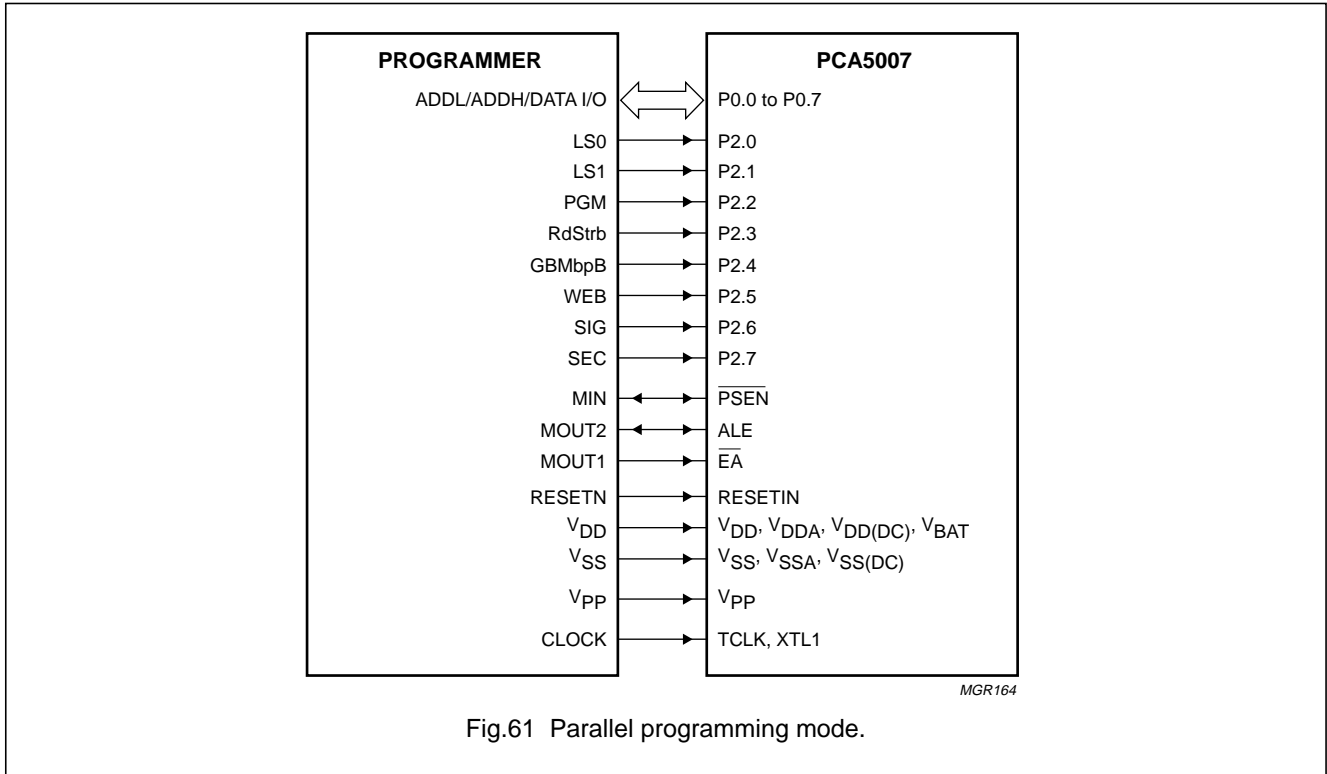 PROGRAMMER PCA5007
ADDL/ADDH/DATA I/O P0.0 to P0.7
LS0 P2.0
LS1 P2.1
PGM P2.2
RdStrb P2.3
GBMbpB P2.4
WEB P2.5
SIG P2.6
SEC P2.7
MIN P̅S̅E̅N̅
MOUT2 ALE
MOUT1 E̅A̅
RESETN RESETIN
VDD VDD, VDDA, VDD(DC), VBAT
VSS VSS, VSSA, VSS(DC)
VPP VPP
CLOCK TCLK, XTL1
MGR164
Fig.61 Parallel programming mode.